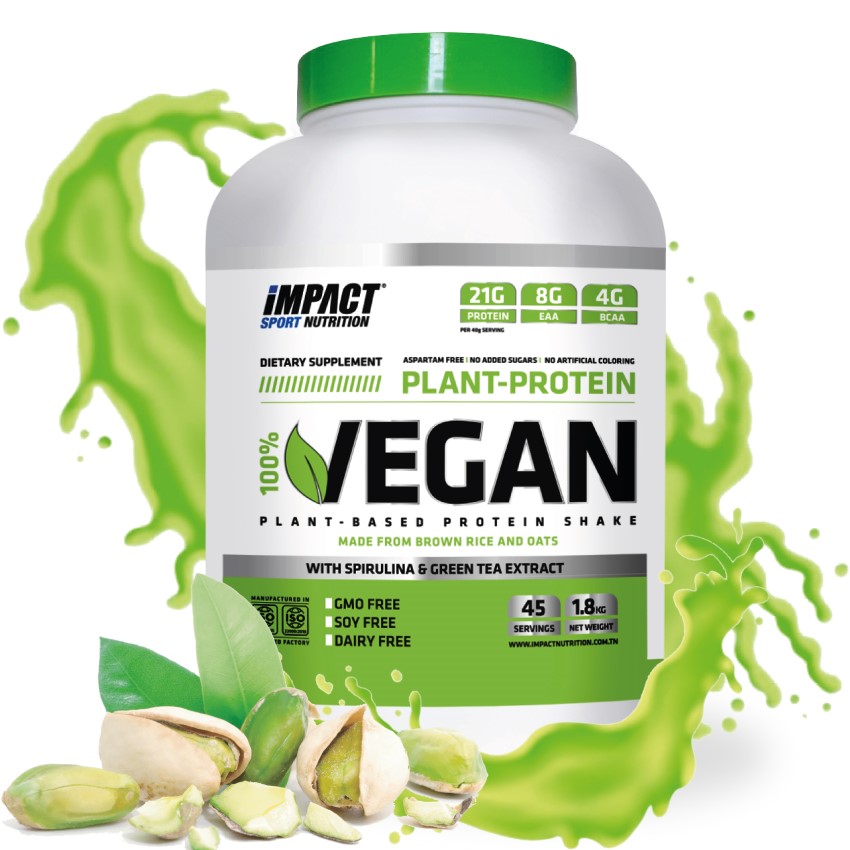 iMPACT®
SPORT NUTRITION
21G PROTEIN
8G EAA
4G BCAA
PER 40g SERVING
DIETARY SUPPLEMENT
ASPARTAM FREE | NO ADDED SUGARS | NO ARTIFICIAL COLORING
PLANT-PROTEIN
100%
VEGAN
PLANT-BASED PROTEIN SHAKE
MADE FROM BROWN RICE AND OATS
WITH SPIRULINA & GREEN TEA EXTRACT
MANUFACTURED IN
ISO
FACTORY
GMO FREE
SOY FREE
DAIRY FREE
45 SERVINGS
1.8KG NET WEIGHT
WWW.IMPACTNUTRITION.COM.TN